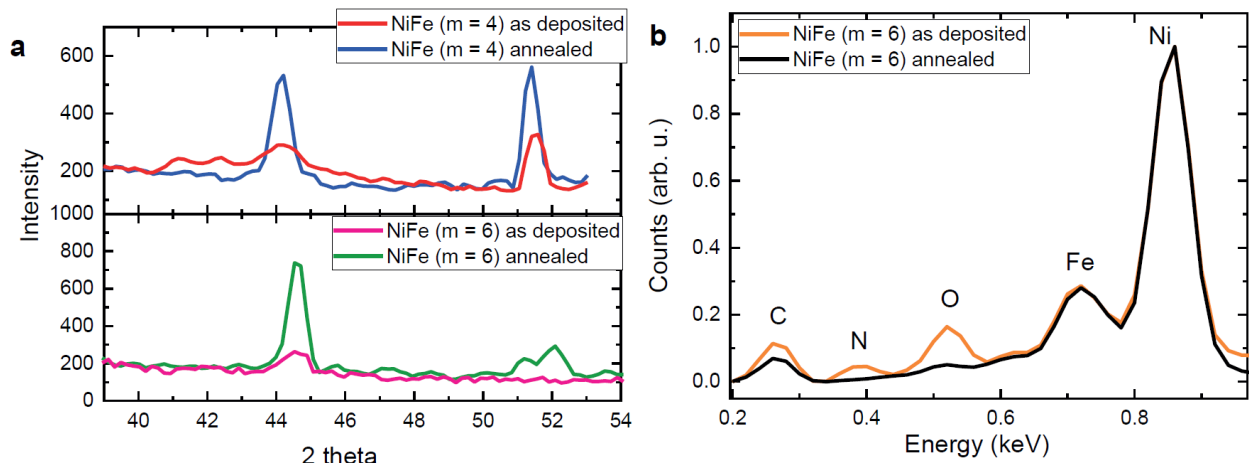 a
NiFe (m = 4) as deposited
NiFe (m = 4) annealed
600
400
200
1000
NiFe (m = 6) as deposited
NiFe (m = 6) annealed
800
600
400
200
0
40 42 44 46 48 50 52 54
Intensity
2 theta
b
NiFe (m = 6) as deposited
NiFe (m = 6) annealed
Ni
Fe
O
N
C
1.0
0.8
0.6
0.4
0.2
0.0
0.2 0.4 0.6 0.8
Counts (arb. u.)
Energy (keV)